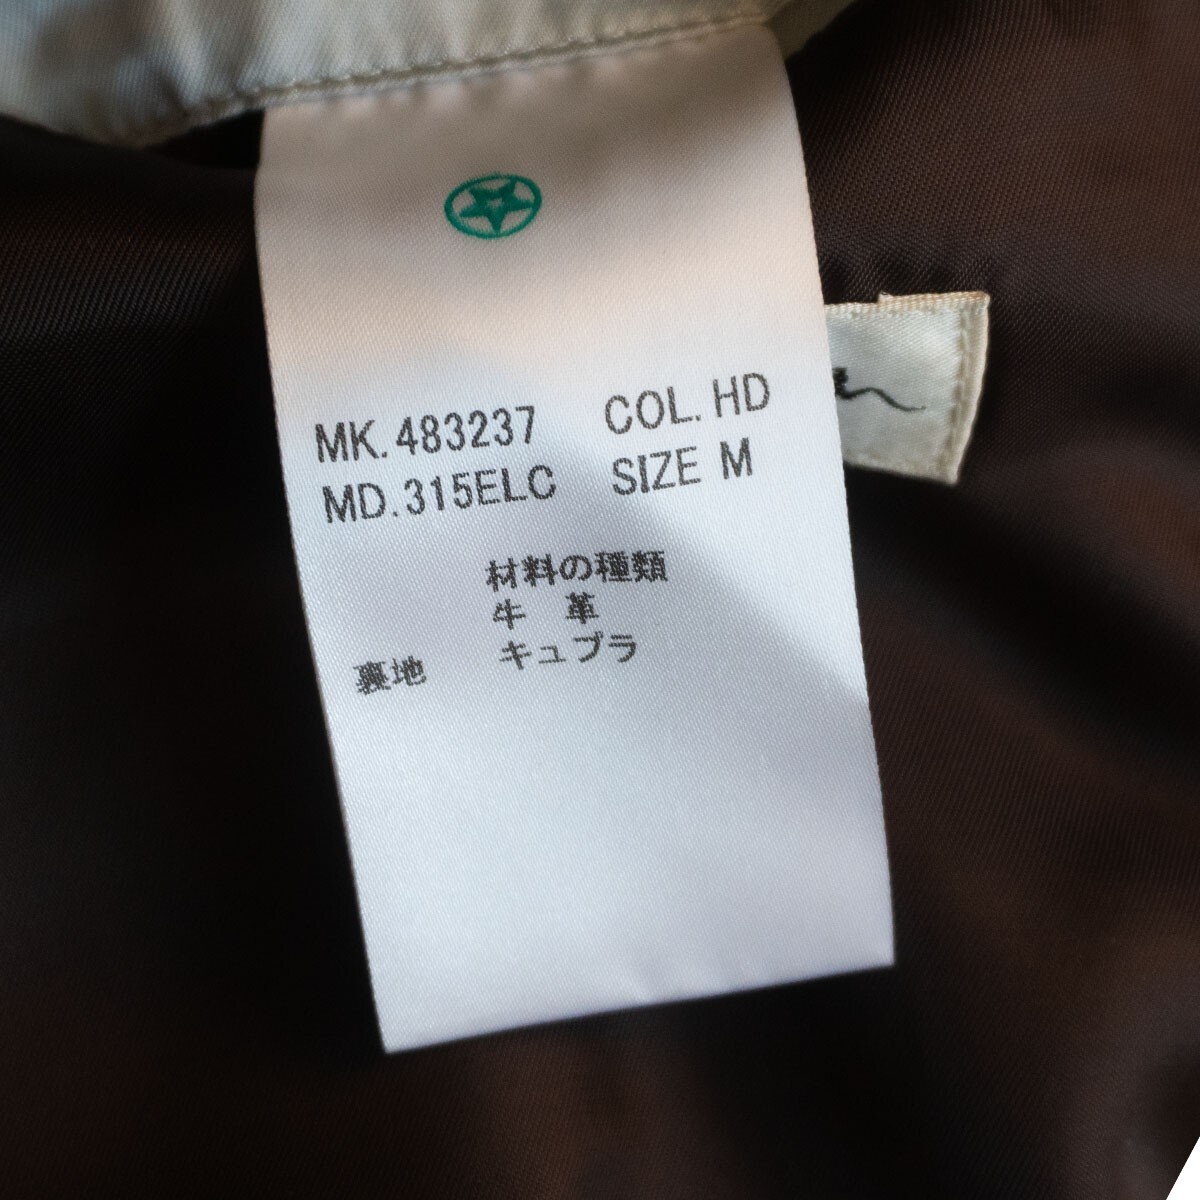 MK.483237 COL.HD
MD.315ELC SIZE M
材料の種類
牛 革
裏地 キュプラ